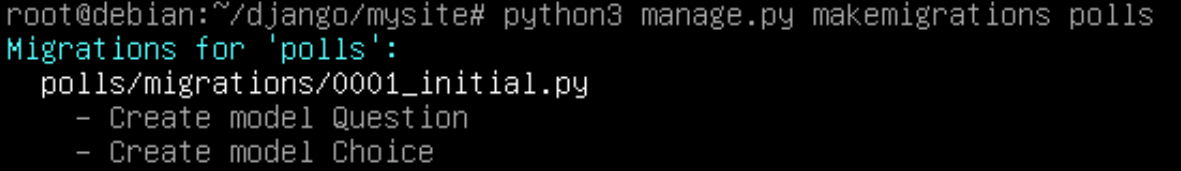 root@debian:~/django/mysite# python3 manage.py makemigrations polls
Migrations for 'polls':
  polls/migrations/0001_initial.py
    - Create model Question
    - Create model Choice